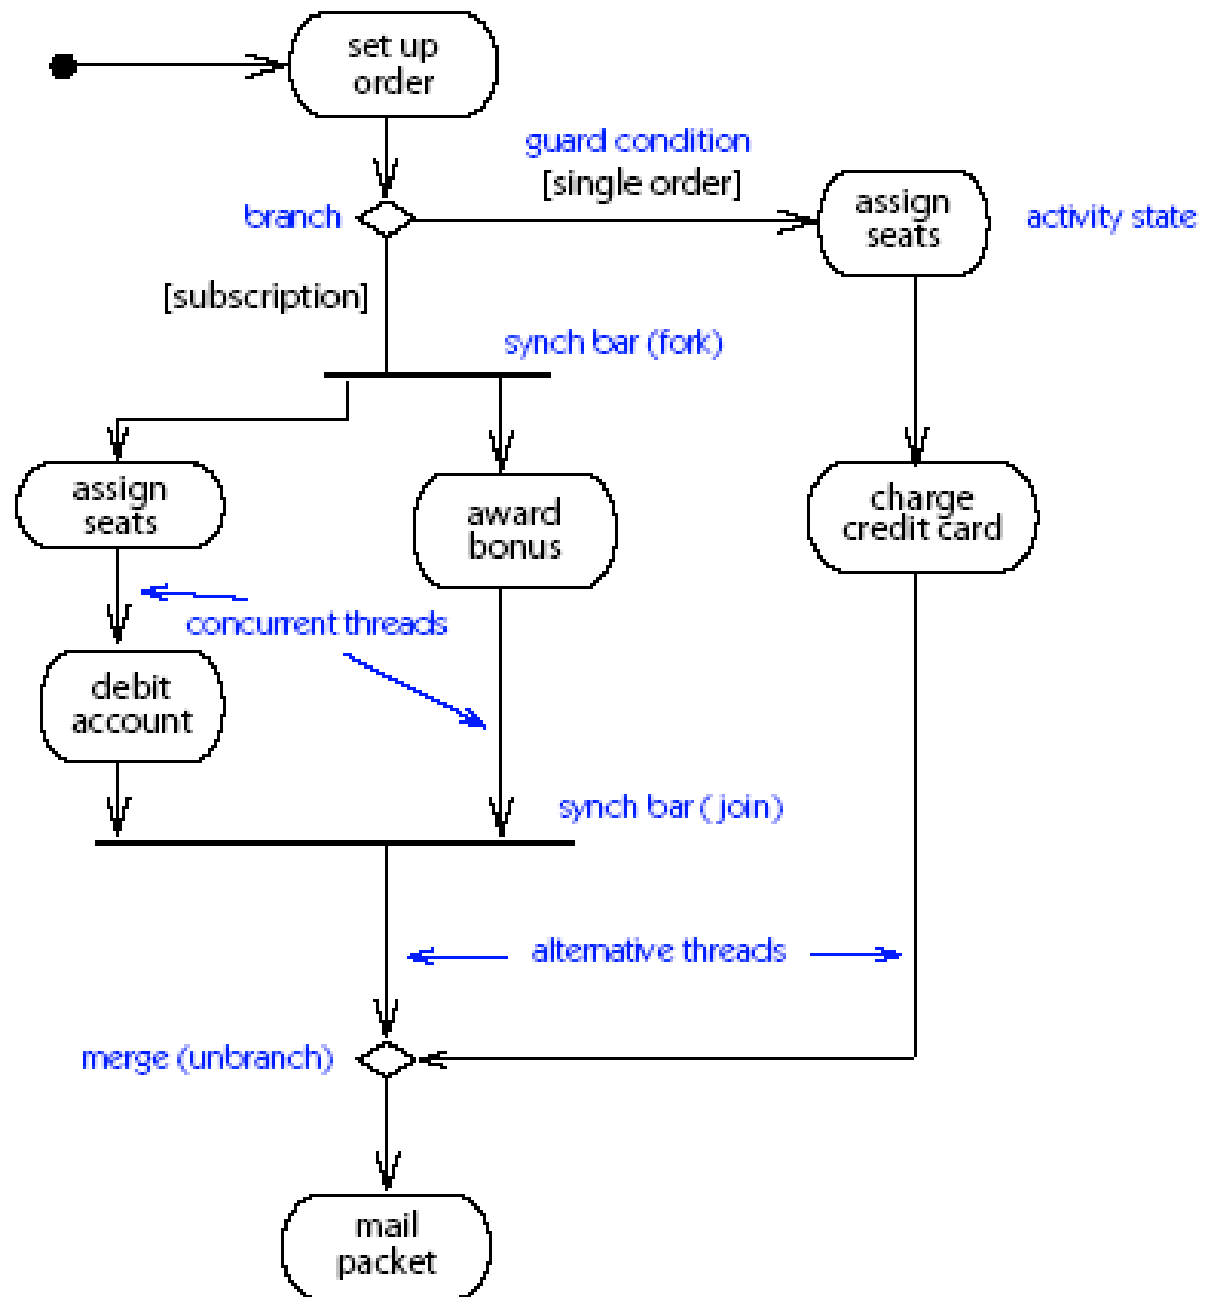 set up
order
guard condition
[single order]
branch
assign
seats
activity state
[subscription]
synch bar (fork)
assign
seats
award
bonus
charge
credit card
concurrent threads
debit
account
synch bar (join)
alternative threads
merge (unbranch)
mail
packet